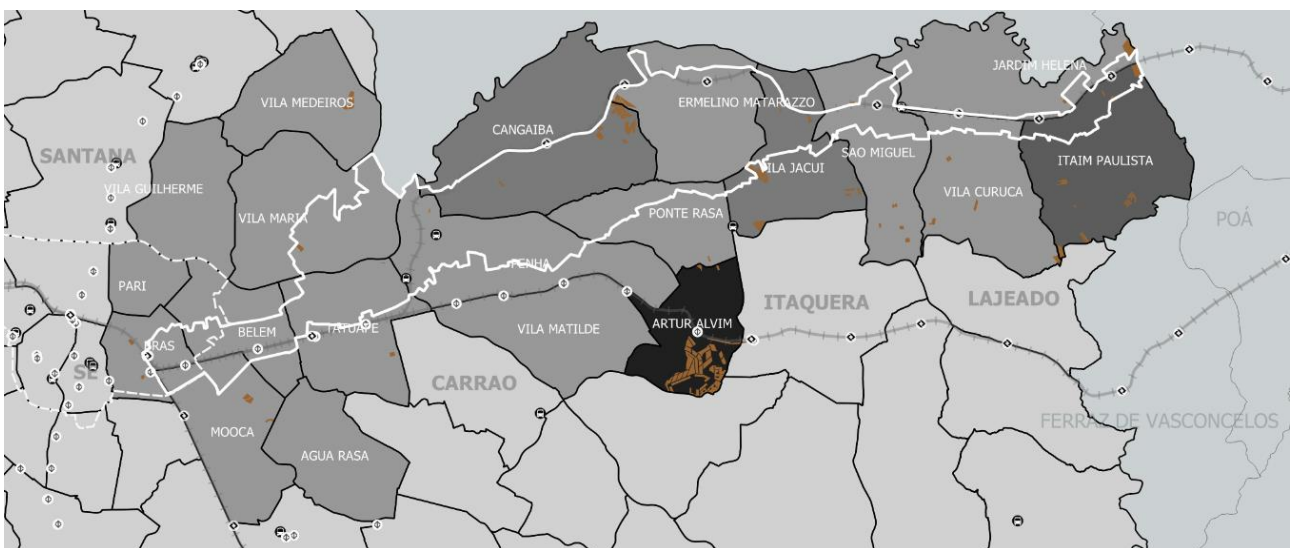 JARDIM HELENA
VILA MEDEIROS
ERMELINO MATARAZZO
CANGAIBA
SANTANA
SAO MIGUEL
ITAIM PAULISTA
VILA JACUI
VILA GUILHERME
VILA CURUCA
VILA MARIA
PONTE RASA
POÁ
PENHA
PARI
ITAQUERA
LAJEADO
ARTUR ALVIM
VILA MATILDE
BELEM
TATUAPE
BRAS
SÉ
CARRAO
FERRAZ DE VASCONCELOS
MOOCA
AGUA RASA